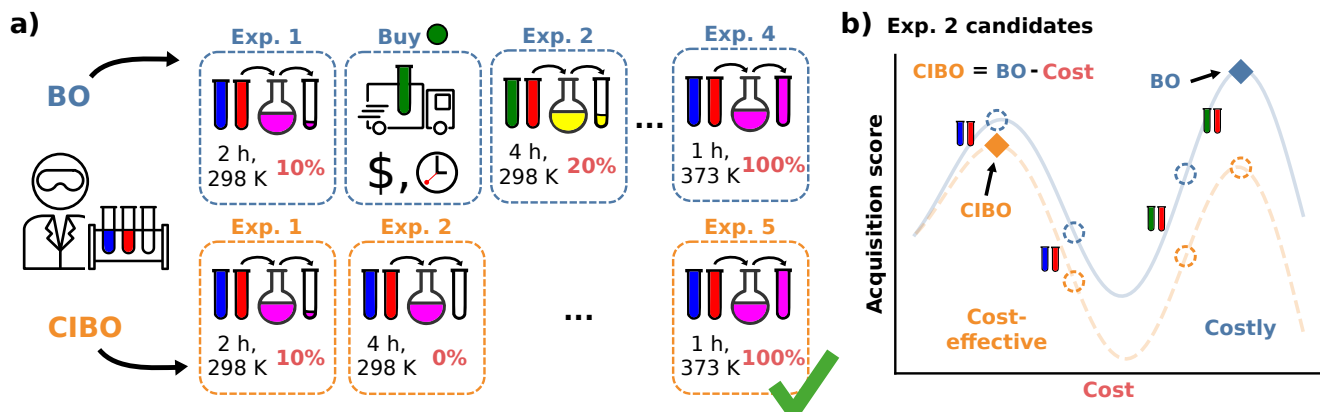 a)
BO
Exp. 1
2 h,
298 K 10%
Buy
$,
Exp. 2
4 h,
298 K 20%
...
Exp. 4
1 h,
373 K 100%
CIBO
Exp. 1
2 h,
298 K 10%
Exp. 2
4 h,
298 K 0%
...
Exp. 5
1 h,
373 K 100%
b) Exp. 2 candidates
CIBO = BO - Cost
BO
CIBO
Cost-
effective
Costly
Acquisition score
Cost